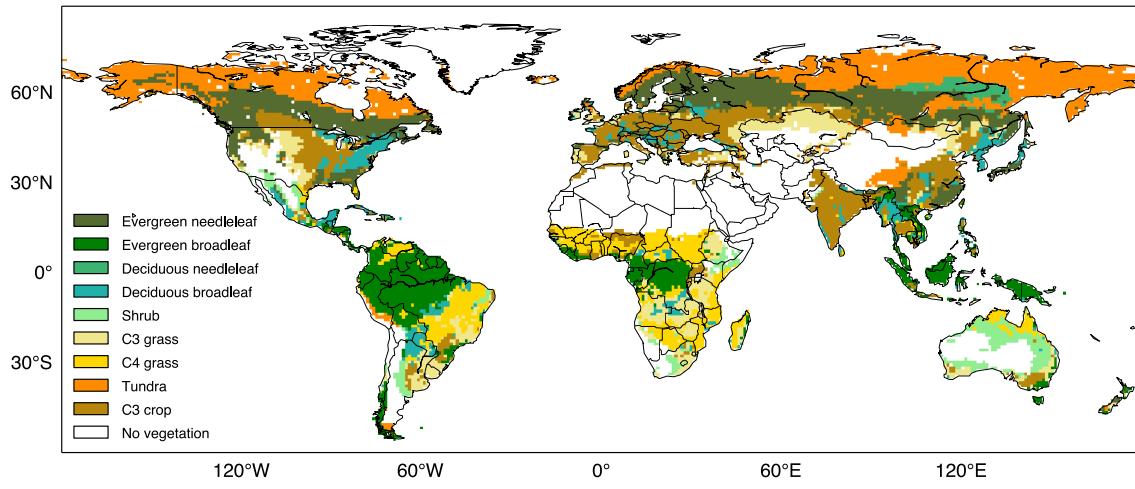 60°N
30°N
0°
30°S
Evergreen needleleaf
Evergreen broadleaf
Deciduous needleleaf
Deciduous broadleaf
Shrub
C3 grass
C4 grass
Tundra
C3 crop
No vegetation
120°W 60°W 0° 60°E 120°E